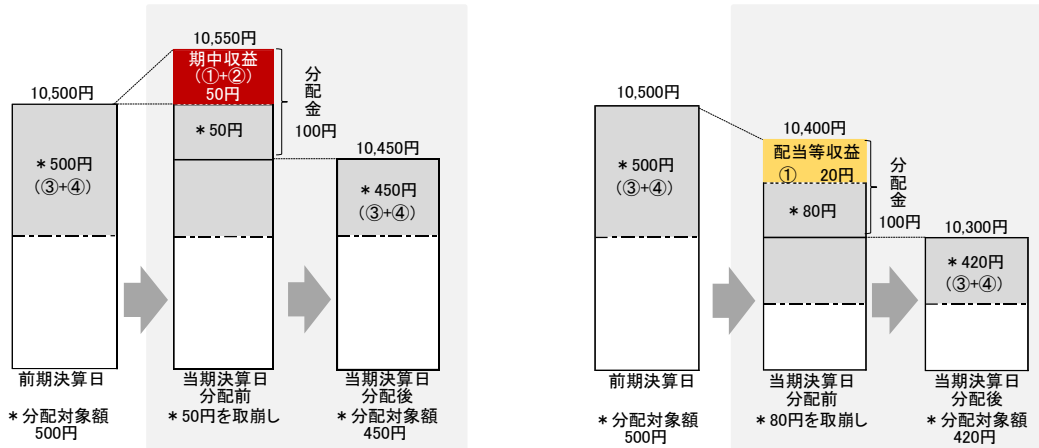 10,500円
10,550円
期中収益
(①+②)
50円
分配金
100円
*50円
*500円
(③+④)
10,450円
*450円
(③+④)
前期決算日
当期決算日
分配前
当期決算日
分配後
*分配対象額
500円
*50円を取崩し
*分配対象額
450円
10,500円
10,400円
配当等収益
① 20円
分配金
100円
*80円
*500円
(③+④)
10,300円
*420円
(③+④)
前期決算日
当期決算日
分配前
当期決算日
分配後
*分配対象額
500円
*80円を取崩し
*分配対象額
420円